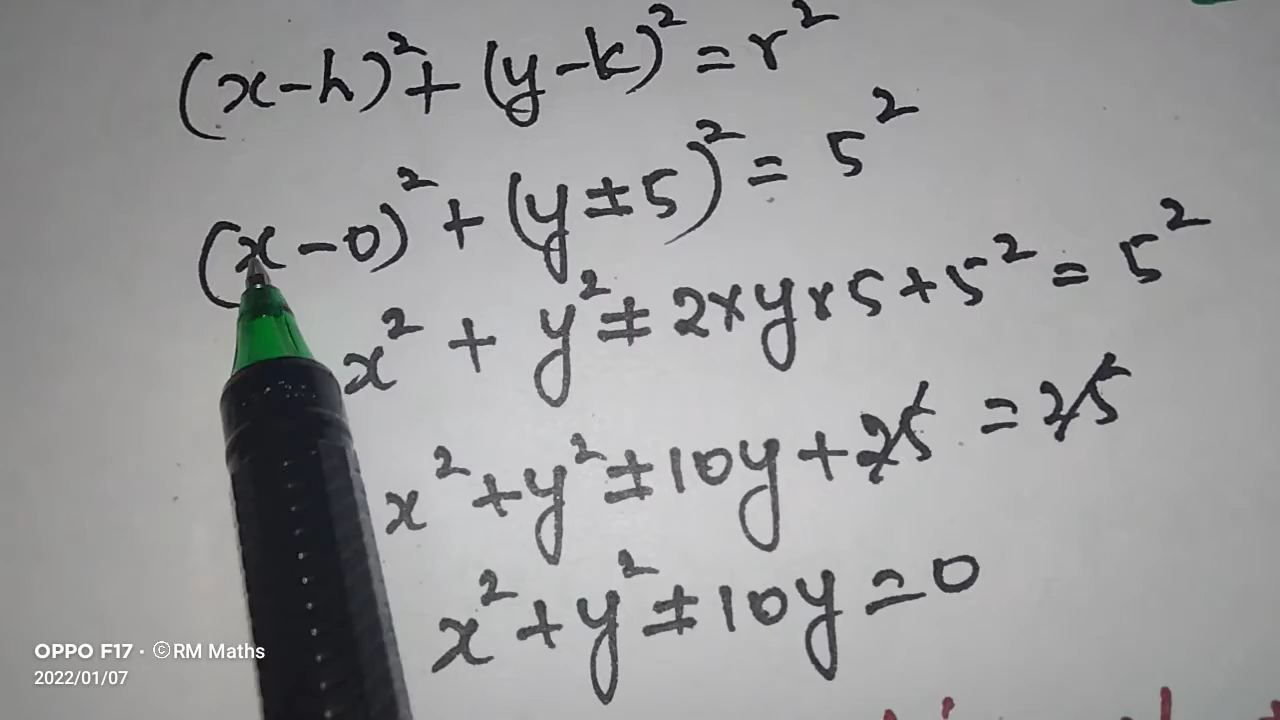 (x-h)² + (y-k)² = r²
(x-0)² + (y±5)² = 5²
x² + y² ± 2×y×5+5² = 5²
x²+y² ±10y+25 = 25
x²+y² ±10y=0
OPPO F17 · ©RM Maths
2022/01/07